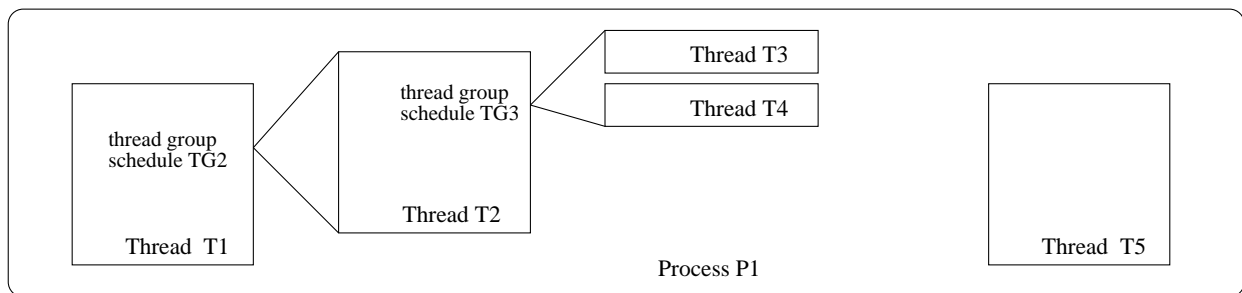 thread group
schedule TG2
Thread T1
thread group
schedule TG3
Thread T2
Thread T3
Thread T4
Process P1
Thread T5